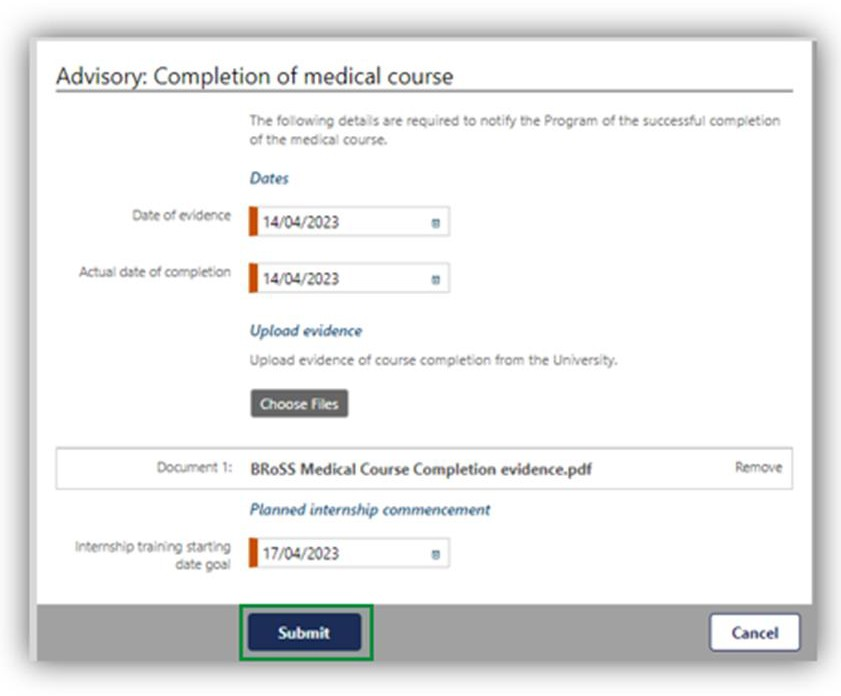 Advisory: Completion of medical course
The following details are required to notify the Program of the successful completion
of the medical course.
Dates
Date of evidence 14/04/2023
Actual date of completion 14/04/2023
Upload evidence
Upload evidence of course completion from the University.
Choose Files
Document 1: BRoSS Medical Course Completion evidence.pdf Remove
Planned internship commencement
Internship training starting
date goal 17/04/2023
Submit Cancel